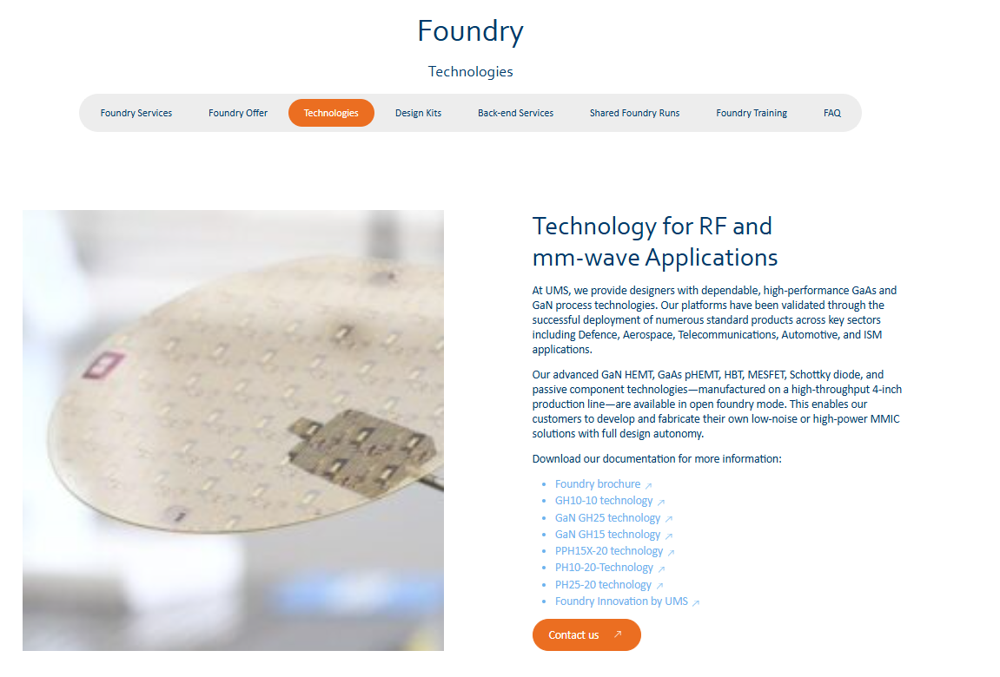 Foundry
Technologies
Foundry Services Foundry Offer Technologies Design Kits Back-end Services Shared Foundry Runs Foundry Training FAQ
Technology for RF and
mm-wave Applications
At UMS, we provide designers with dependable, high-performance GaAs and
GaN process technologies. Our platforms have been validated through the
successful deployment of numerous standard products across key sectors
including Defence, Aerospace, Telecommunications, Automotive, and ISM
applications.
Our advanced GaN HEMT, GaAs pHEMT, HBT, MESFET, Schottky diode, and
passive component technologies—manufactured on a high-throughput 4-inch
production line—are available in open foundry mode. This enables our
customers to develop and fabricate their own low-noise or high-power MMIC
solutions with full design autonomy.
Download our documentation for more information:
• Foundry brochure ↗
• GH10-10 technology ↗
• GaN GH25 technology ↗
• GaN GH15 technology ↗
• PPH15X-20 technology ↗
• PH10-20-Technology ↗
• PH25-20 technology ↗
• Foundry Innovation by UMS ↗
Contact us ↗